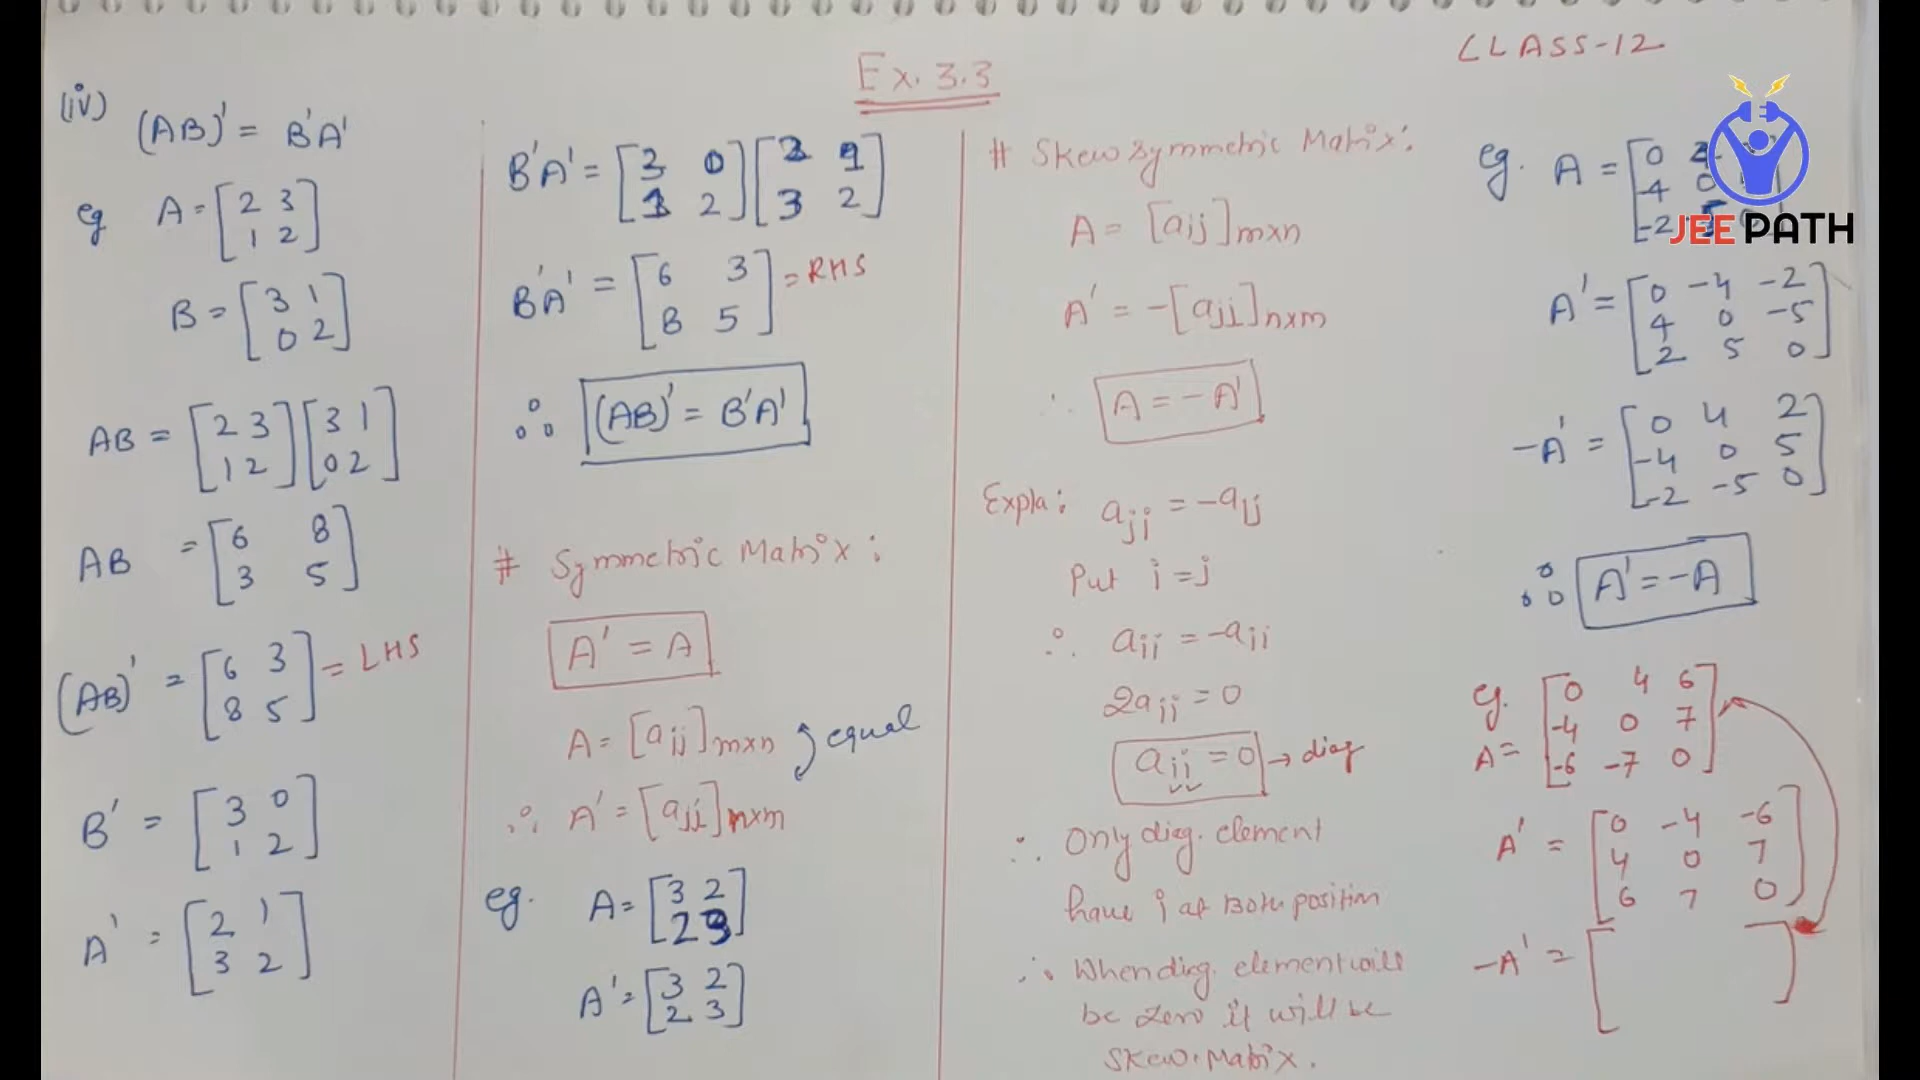 Ex. 3.3
CLASS-12
JEE PATH
(iv) (AB)' = B'A'
eg A = [2 3
1 2]
B = [3 1
0 2]
AB = [2 3
1 2] [3 1
0 2]
AB = [6 8
3 5]
(AB)' = [6 3
8 5] = LHS
B' = [3 0
1 2]
A' = [2 1
3 2]
B'A' = [3 0
1 2] [2 1
3 2]
B'A' = [6 3
8 5] = RHS
∴ (AB)' = B'A'
# Symmetric Matrix :
A' = A
A = [aij]m×n equal
∴ A' = [aji]n×m
eg. A = [3 2
2 3]
A' = [3 2
2 3]
# Skew symmetric Matrix :
A = [aij]m×n
A' = -[aji]n×m
∴ A = -A'
Expla : aji = -aij
Put i = j
∴ aii = -aii
2aii = 0
aii = 0 → diag
∴ Only diag. element
have i at Both position
∴ When diag. element will
be zero it will be
Skew. Matrix.
eg. A = [0
-4 0
-2
A' = [0 -4 -2
4 0 -5
2 5 0]
-A' = [0 4 2
-4 0 5
-2 -5 0]
∴ A' = -A
eg. A = [0 4 6
-4 0 7
-6 -7 0]
A' = [0 -4 -6
4 0 7
6 7 0]
-A' = [ ]